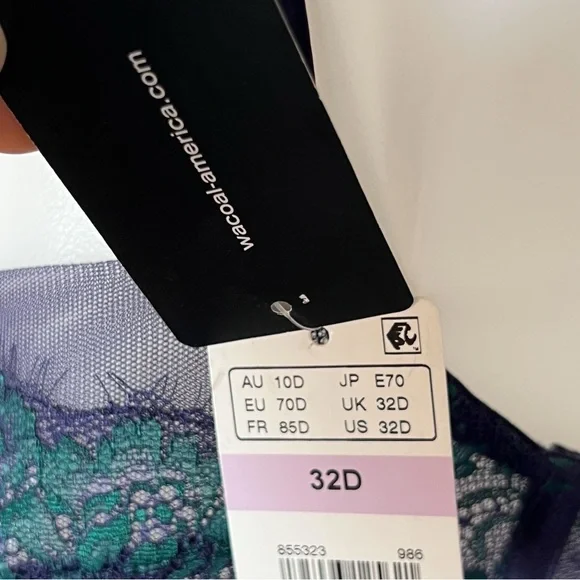 wacoal-america.com
AU 10D JP E70
EU 70D UK 32D
FR 85D US 32D
32D
855323 986